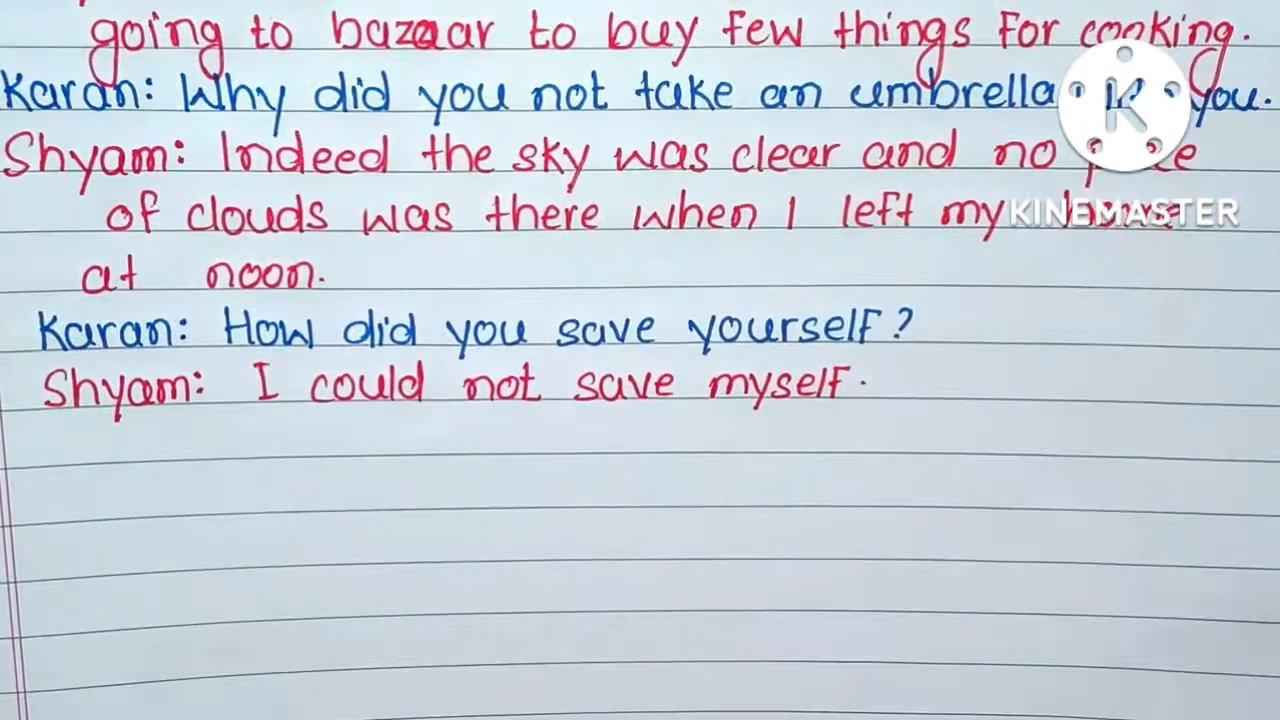 going to bazaar to buy few things for cooking.
Karan: Why did you not take an umbrella you.
Shyam: Indeed the sky was clear and no
of clouds was there when I left my
at noon.
Karan: How did you save yourself?
Shyam: I could not save myself.
K
KINEMASTER